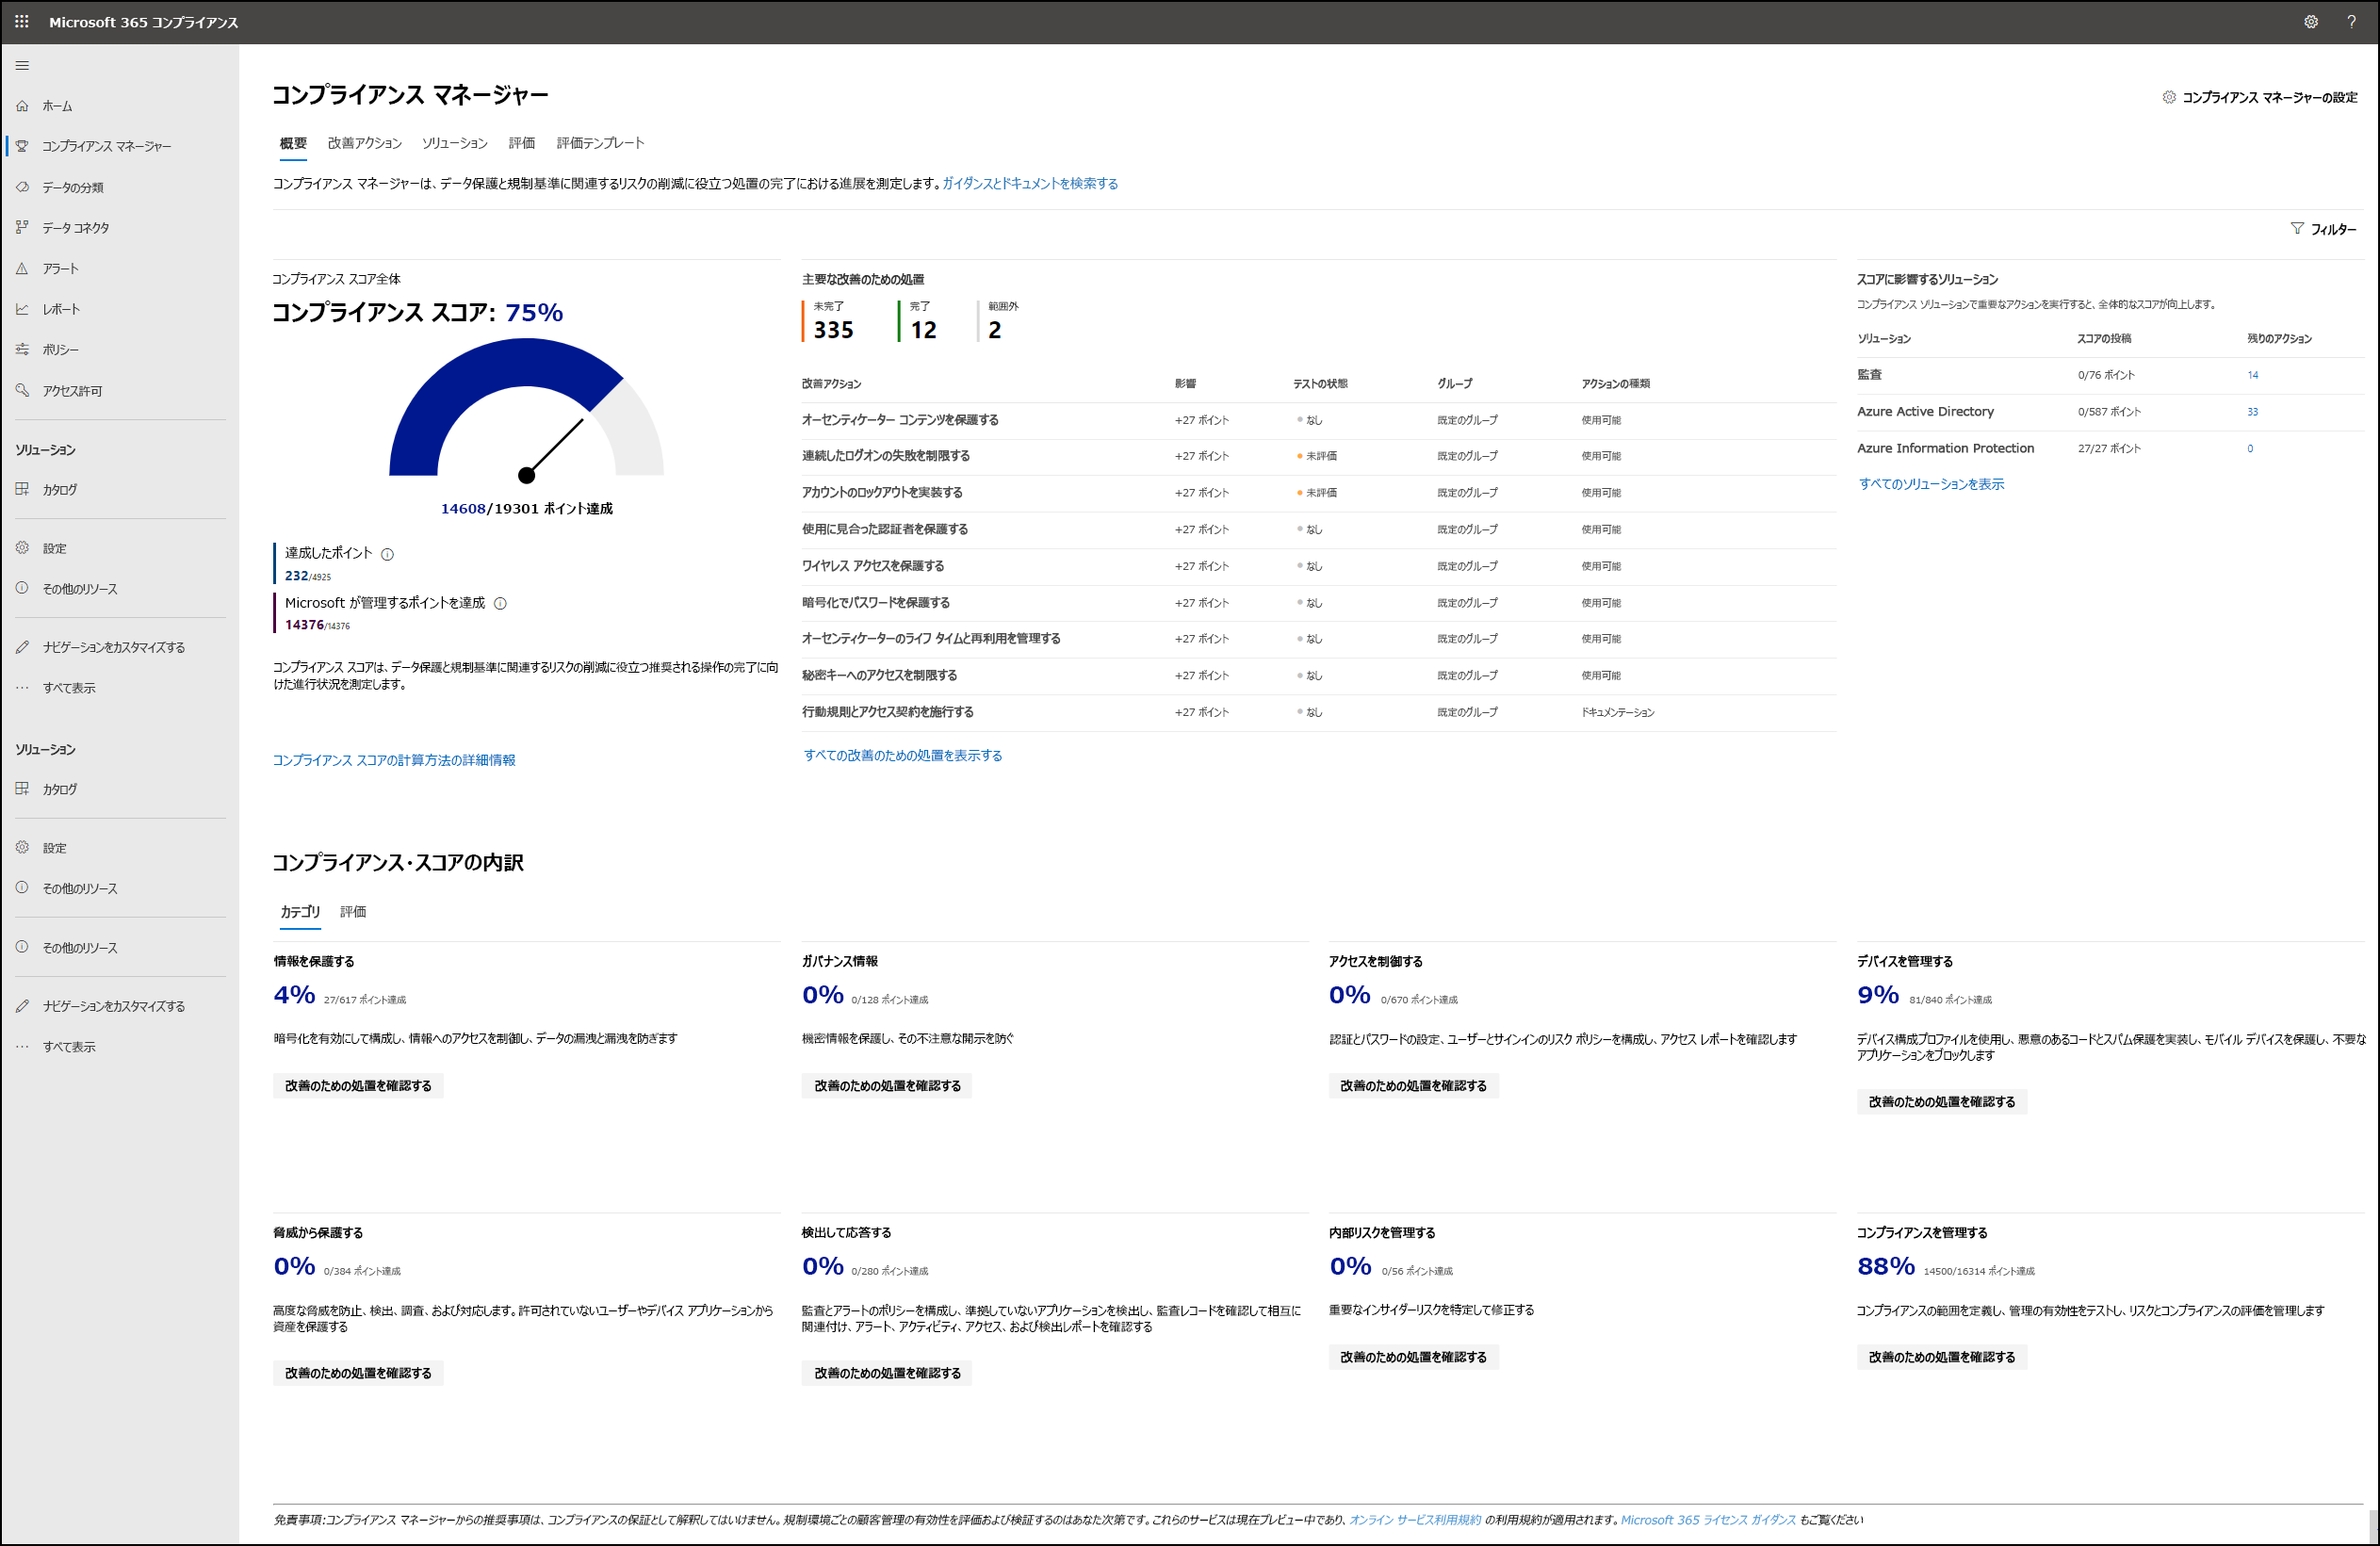 Microsoft 365 コンプライアンス
?
ホーム
コンプライアンス マネージャー
データの分類
データ コネクタ
アラート
レポート
ポリシー
アクセス許可
ソリューション
カタログ
設定
その他のリソース
ナビゲーションをカスタマイズする
すべて表示
ソリューション
カタログ
設定
その他のリソース
その他のリソース
ナビゲーションをカスタマイズする
すべて表示
コンプライアンス マネージャー
コンプライアンス マネージャーの設定
概要 改善アクション ソリューション 評価 評価テンプレート
コンプライアンス マネージャーは、データ保護と規制基準に関連するリスクの削減に役立つ処置の完了における進展を測定します。ガイダンスとドキュメントを検索する
フィルター
コンプライアンス スコア全体
コンプライアンス スコア: 75%
14608/19301 ポイント達成
達成したポイント
232/4925
Microsoft が管理するポイントを達成
14376/14376
コンプライアンス スコアは、データ保護と規制基準に関連するリスクの削減に役立つ推奨される操作の完了に向
けた進行状況を測定します。
コンプライアンス スコアの計算方法の詳細情報
主要な改善のための処置
未完了 完了 範囲外
335 12 2
改善アクション 影響 テストの状態 グループ アクションの種類
オーセンティケーター コンテンツを保護する +27 ポイント なし 既定のグループ 使用可能
連続したログオンの失敗を制限する +27 ポイント 未評価 既定のグループ 使用可能
アカウントのロックアウトを実装する +27 ポイント 未評価 既定のグループ 使用可能
使用に見合った認証者を保護する +27 ポイント なし 既定のグループ 使用可能
ワイヤレス アクセスを保護する +27 ポイント なし 既定のグループ 使用可能
暗号化でパスワードを保護する +27 ポイント なし 既定のグループ 使用可能
オーセンティケーターのライフ タイムと再利用を管理する +27 ポイント なし 既定のグループ 使用可能
秘密キーへのアクセスを制限する +27 ポイント なし 既定のグループ 使用可能
行動規則とアクセス契約を施行する +27 ポイント なし 既定のグループ ドキュメンテーション
すべての改善のための処置を表示する
スコアに影響するソリューション
コンプライアンス ソリューションで重要なアクションを実行すると、全体的なスコアが向上します。
ソリューション スコアの投稿 残りのアクション
監査 0/76 ポイント 14
Azure Active Directory 0/587 ポイント 33
Azure Information Protection 27/27 ポイント 0
すべてのソリューションを表示
コンプライアンス・スコアの内訳
カテゴリ 評価
情報を保護する
4% 27/617 ポイント達成
暗号化を有効にして構成し、情報へのアクセスを制御し、データの漏洩と漏洩を防ぎます
改善のための処置を確認する
ガバナンス情報
0% 0/128 ポイント達成
機密情報を保護し、その不注意な開示を防ぐ
改善のための処置を確認する
アクセスを制御する
0% 0/670 ポイント達成
認証とパスワードの設定、ユーザーとサインインのリスク ポリシーを構成し、アクセス レポートを確認します
改善のための処置を確認する
デバイスを管理する
9% 81/840 ポイント達成
デバイス構成プロファイルを使用し、悪意のあるコードとスパム保護を実装し、モバイル デバイスを保護し、不要な
アプリケーションをブロックします
改善のための処置を確認する
脅威から保護する
0% 0/384 ポイント達成
高度な脅威を防止、検出、調査、および対応します。許可されていないユーザーやデバイス アプリケーションから
資産を保護する
改善のための処置を確認する
検出して応答する
0% 0/280 ポイント達成
監査とアラートのポリシーを構成し、準拠していないアプリケーションを検出し、監査レコードを確認して相互に
関連付け、アラート、アクティビティ、アクセス、および検出レポートを確認する
改善のための処置を確認する
内部リスクを管理する
0% 0/56 ポイント達成
重要なインサイダーリスクを特定して修正する
改善のための処置を確認する
コンプライアンスを管理する
88% 14500/16314 ポイント達成
コンプライアンスの範囲を定義し、管理の有効性をテストし、リスクとコンプライアンスの評価を管理します
改善のための処置を確認する
免責事項:コンプライアンス マネージャーからの推奨事項は、コンプライアンスの保証として解釈してはいけません。規制環境ごとの顧客管理の有効性を評価および検証するのはあなた次第です。これらのサービスは現在プレビュー中であり、オンライン サービス利用規約 の利用規約が適用されます。Microsoft 365 ライセンス ガイダンス もご覧ください